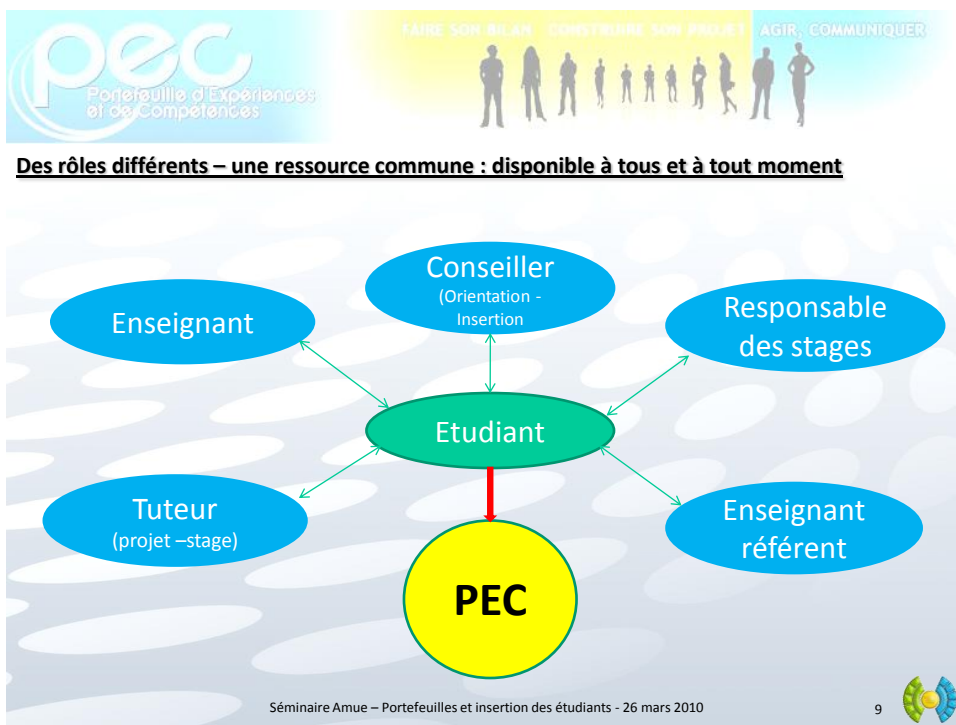 FAIRE SON BILAN CONSTRUIRE SON PROJET AGIR, COMMUNIQUER
pec
Portefeuille d'Expériences
et de Compétences
Des rôles différents – une ressource commune : disponible à tous et à tout moment
Conseiller
(Orientation -
Insertion
Enseignant
Responsable
des stages
Etudiant
Tuteur
(projet –stage)
Enseignant
référent
PEC
Séminaire Amue – Portefeuilles et insertion des étudiants - 26 mars 2010
9